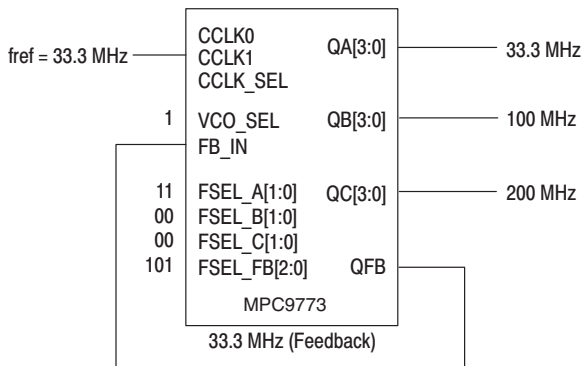 CCLK0
fref = 33.3 MHz
CCLK1
CCLK_SEL
QA[3:0]
33.3 MHz
1
VCO_SEL
FB_IN
QB[3:0]
100 MHz
11
FSEL_A[1:0]
QC[3:0]
200 MHz
00
FSEL_B[1:0]
00
FSEL_C[1:0]
101
FSEL_FB[2:0]
QFB
MPC9773
33.3 MHz (Feedback)